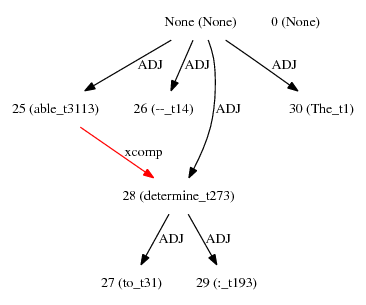 None (None) 0 (None)
ADJ ADJ ADJ
25 (able_t3113) 26 (--_t14) ADJ 30 (The_t1)
xcomp
28 (determine_t273)
ADJ ADJ
27 (to_t31) 29 (:_t193)